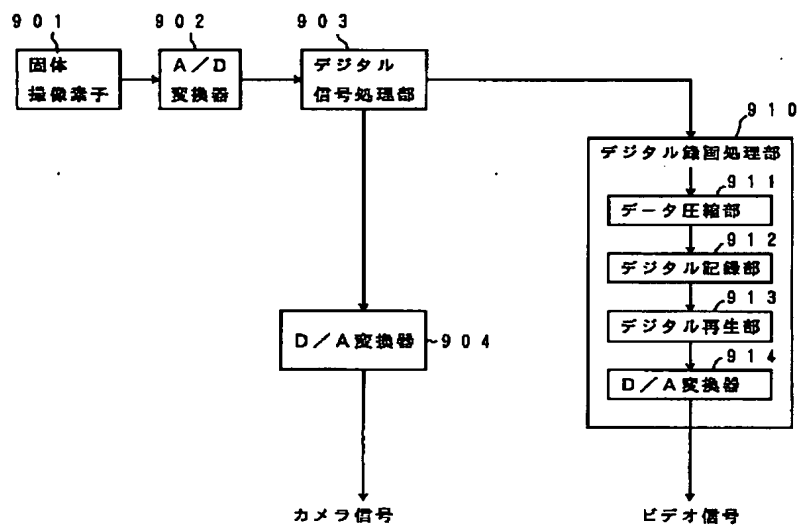 ９０１
９０２
９０３
固体
撮像素子
Ａ／Ｄ
変換器
デジタル
信号処理部
９１０
デジタル録画処理部
９１１
データ圧縮部
９１２
デジタル記録部
９１３
デジタル再生部
９１４
Ｄ／Ａ変換器
Ｄ／Ａ変換器
９０４
カメラ信号
ビデオ信号